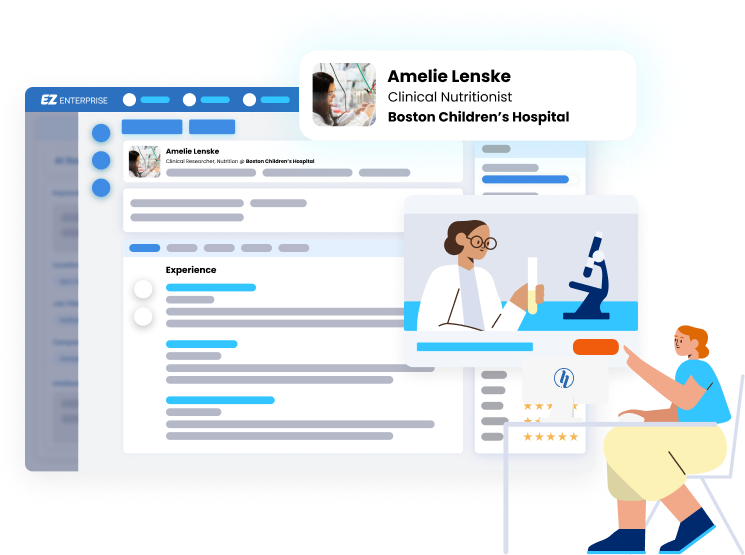 Amelie Lenske
Clinical Nutritionist
Boston Children's Hospital
EZ ENTERPRISE
Amelie Lenske
Clinical Researcher, Nutrition @ Boston Children's Hospital
Experience